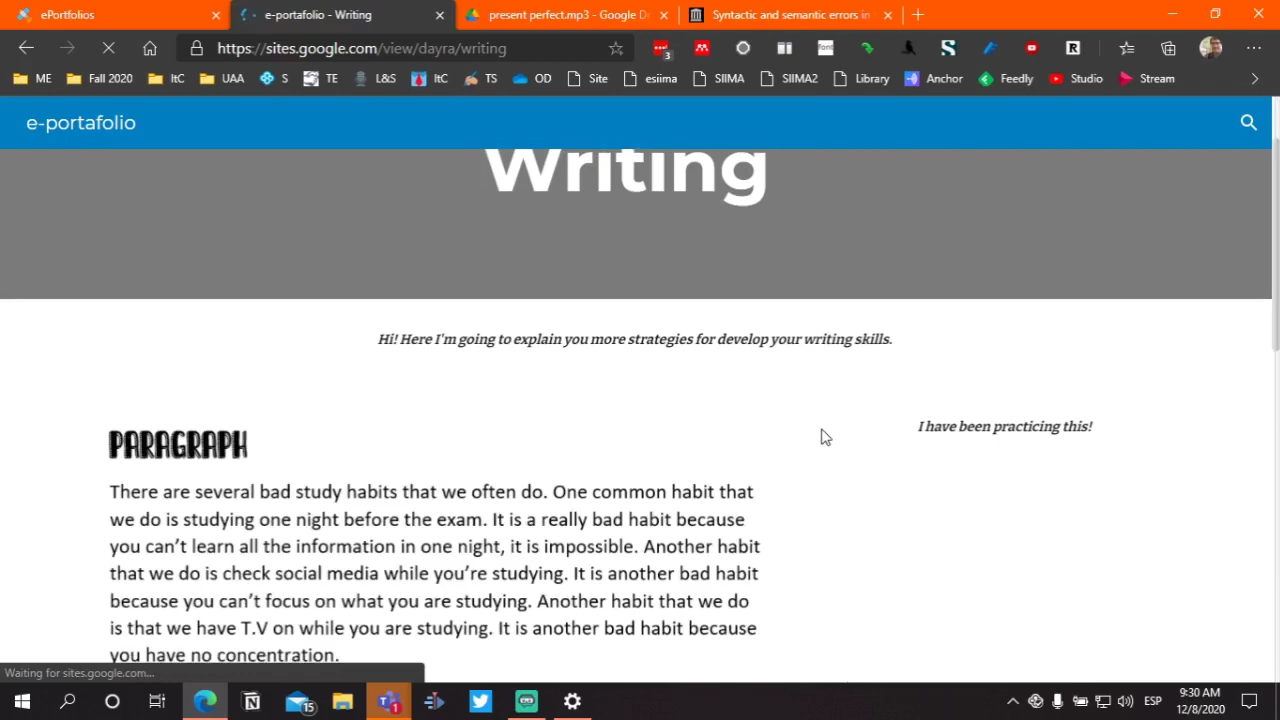 ePortfolios
e-portafolio - Writing
present perfect.mp3 - Google D
Syntactic and semantic errors in
https://sites.google.com/view/dayra/writing
3
font
S
R
ME
Fall 2020
ItC
UAA
S
TE
L&S
ItC
TS
OD
Site
esiima
SIIMA
SIIMA2
Library
Anchor
Feedly
Studio
Stream
e-portafolio
Writing
Hi! Here I'm going to explain you more strategies for develop your writing skills.
I have been practicing this!
PARAGRAPH
There are several bad study habits that we often do. One common habit that
we do is studying one night before the exam. It is a really bad habit because
you can't learn all the information in one night, it is impossible. Another habit
that we do is check social media while you're studying. It is another bad habit
because you can't focus on what you are studying. Another habit that we do
is that we have T.V on while you are studying. It is another bad habit because
you have no concentration.
Waiting for sites.google.com...
15
1
ESP
9:30 AM
12/8/2020